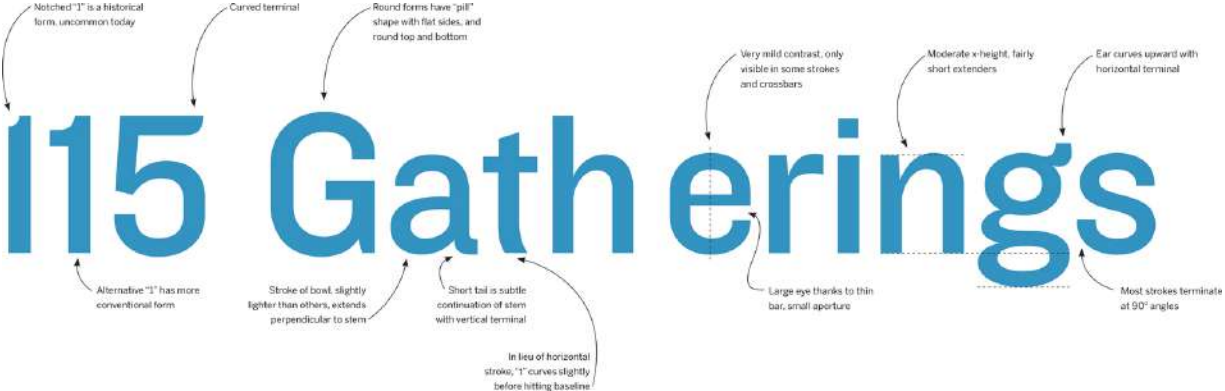 Notched "1" is a historical
form, uncommon today
Curved terminal
Round forms have "pill"
shape with flat sides, and
round top and bottom
Very mild contrast, only
visible in some strokes
and crossbars
Moderate x-height, fairly
short extenders
Ear curves upward with
horizontal terminal
115 Gatherings
Alternative "1" has more
conventional form
Stroke of bowl, slightly
lighter than others, extends
perpendicular to stem
Short tail is subtle
continuation of stem
with vertical terminal
In lieu of horizontal
stroke, "t" curves slightly
before hitting baseline
Large eye thanks to thin
bar, small aperture
Most strokes terminate
at 90° angles